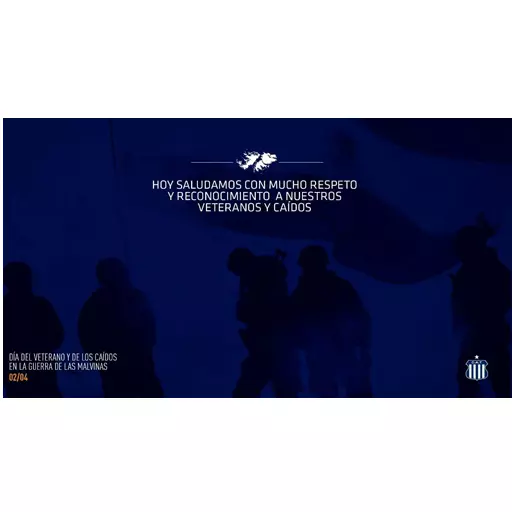 HOY SALUDAMOS CON MUCHO RESPETO
Y RECONOCIMIENTO A NUESTROS
VETERANOS Y CAÍDOS
DÍA DEL VETERANO Y DE LOS CAÍDOS
EN LA GUERRA DE LAS MALVINAS
02/04
C.A.T.